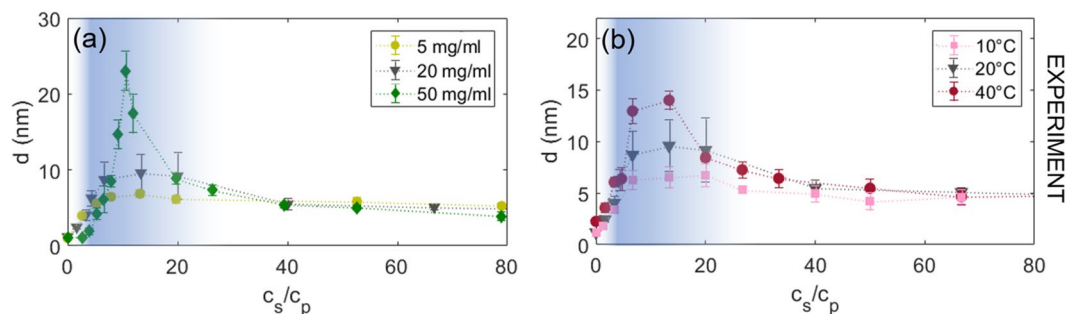 (a)
30
20
10
0
d (nm)
0 20 40 60 80
c_s/c_p
5 mg/ml
20 mg/ml
50 mg/ml
(b)
20
15
10
5
0
d (nm)
0 20 40 60 80
c_s/c_p
10°C
20°C
40°C
EXPERIMENT